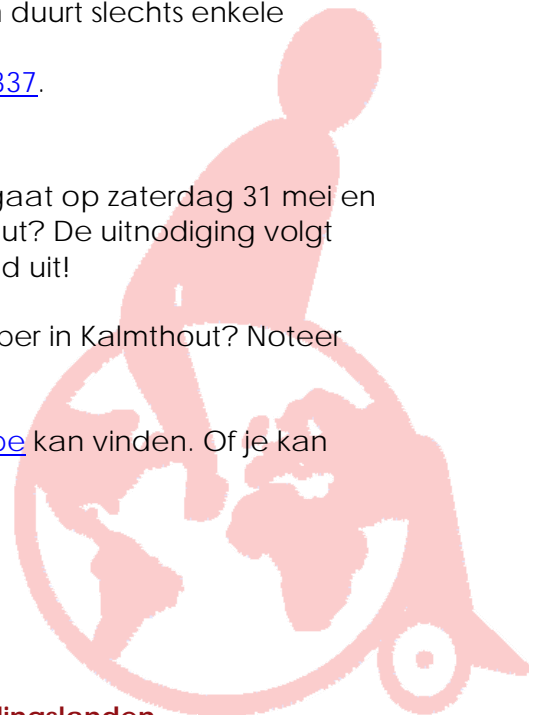 duurt slechts enkele
337.
gaat op zaterdag 31 mei en
ut? De uitnodiging volgt
d uit!
ber in Kalmthout? Noteer
be kan vinden. Of je kan